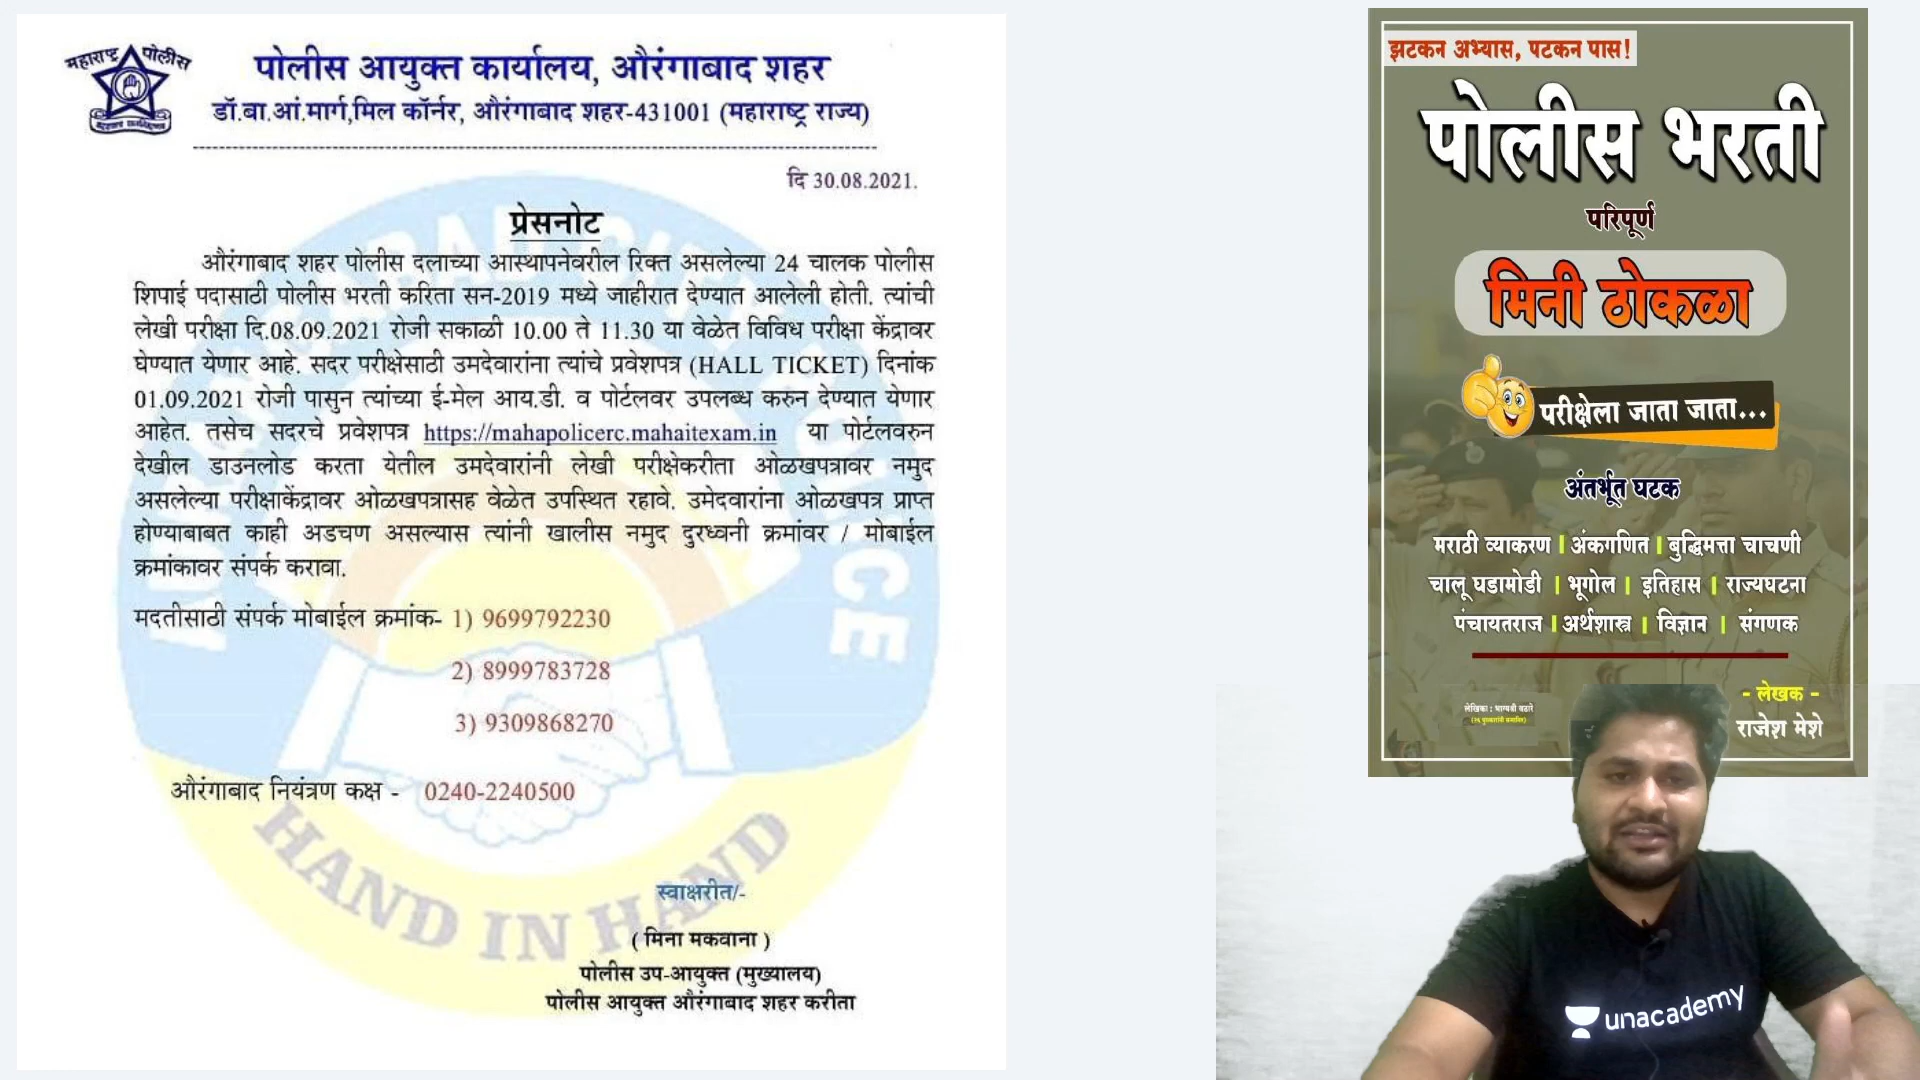 महाराष्ट्र पोलीस
पोलीस आयुक्त कार्यालय, औरंगाबाद शहर
डॉ.बा.आं.मार्ग,मिल कॉर्नर, औरंगाबाद शहर-431001 (महाराष्ट्र राज्य)
दि 30.08.2021.
प्रेसनोट
औरंगाबाद शहर पोलीस दलाच्या आस्थापनेवरील रिक्त असलेल्या 24 चालक पोलीस
शिपाई पदासाठी पोलीस भरती करिता सन-2019 मध्ये जाहीरात देण्यात आलेली होती. त्यांची
लेखी परीक्षा दि.08.09.2021 रोजी सकाळी 10.00 ते 11.30 या वेळेत विविध परीक्षा केंद्रावर
घेण्यात येणार आहे. सदर परीक्षेसाठी उमदेवारांना त्यांचे प्रवेशपत्र (HALL TICKET) दिनांक
01.09.2021 रोजी पासुन त्यांच्या ई-मेल आय.डी. व पोर्टलवर उपलब्ध करुन देण्यात येणार
आहेत. तसेच सदरचे प्रवेशपत्र https://mahapolicerc.mahaitexam.in या पोर्टलवरुन
देखील डाउनलोड करता येतील उमदेवारांनी लेखी परीक्षेकरीता ओळखपत्रावर नमुद
असलेल्या परीक्षाकेंद्रावर ओळखपत्रासह वेळेत उपस्थित रहावे. उमेदवारांना ओळखपत्र प्राप्त
होण्याबाबत काही अडचण असल्यास त्यांनी खालीस नमुद दुरध्वनी क्रमांवर / मोबाईल
क्रमांकावर संपर्क करावा.
मदतीसाठी संपर्क मोबाईल क्रमांक- 1) 9699792230
2) 8999783728
3) 9309868270
औरंगाबाद नियंत्रण कक्ष - 0240-2240500
HAND IN HAND
स्वाक्षरीत/-
( मिना मकवाना )
पोलीस उप-आयुक्त (मुख्यालय)
पोलीस आयुक्त औरंगाबाद शहर करीता
झटकन अभ्यास, पटकन पास!
पोलीस भरती
परिपूर्ण
मिनी ठोकळा
परीक्षेला जाता जाता...
अंतर्भूत घटक
मराठी व्याकरण | अंकगणित | बुद्धिमत्ता चाचणी
चालू घडामोडी | भूगोल | इतिहास | राज्यघटना
पंचायतराज | अर्थशास्त्र | विज्ञान | संगणक
- लेखक -
राजेश मेशे
unacademy